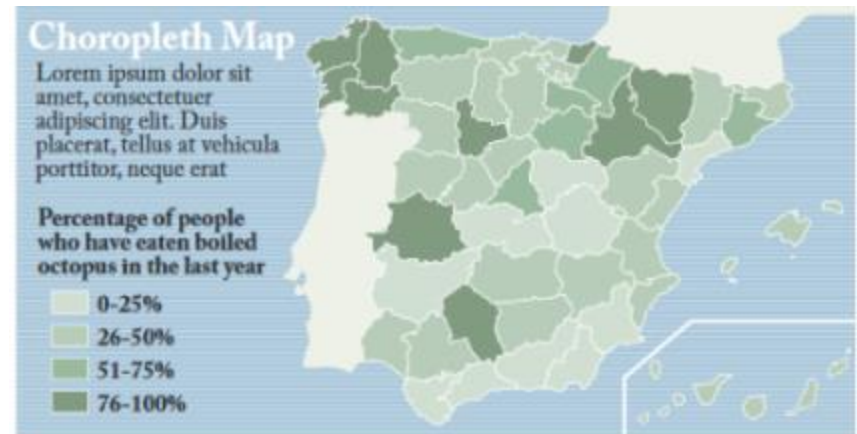 Choropleth Map
Lorem ipsum dolor sit
amet, consectetuer
adipiscing elit. Duis
placerat, tellus at vehicula
porttitor, neque erat
Percentage of people
who have eaten boiled
octopus in the last year
0-25%
26-50%
51-75%
76-100%